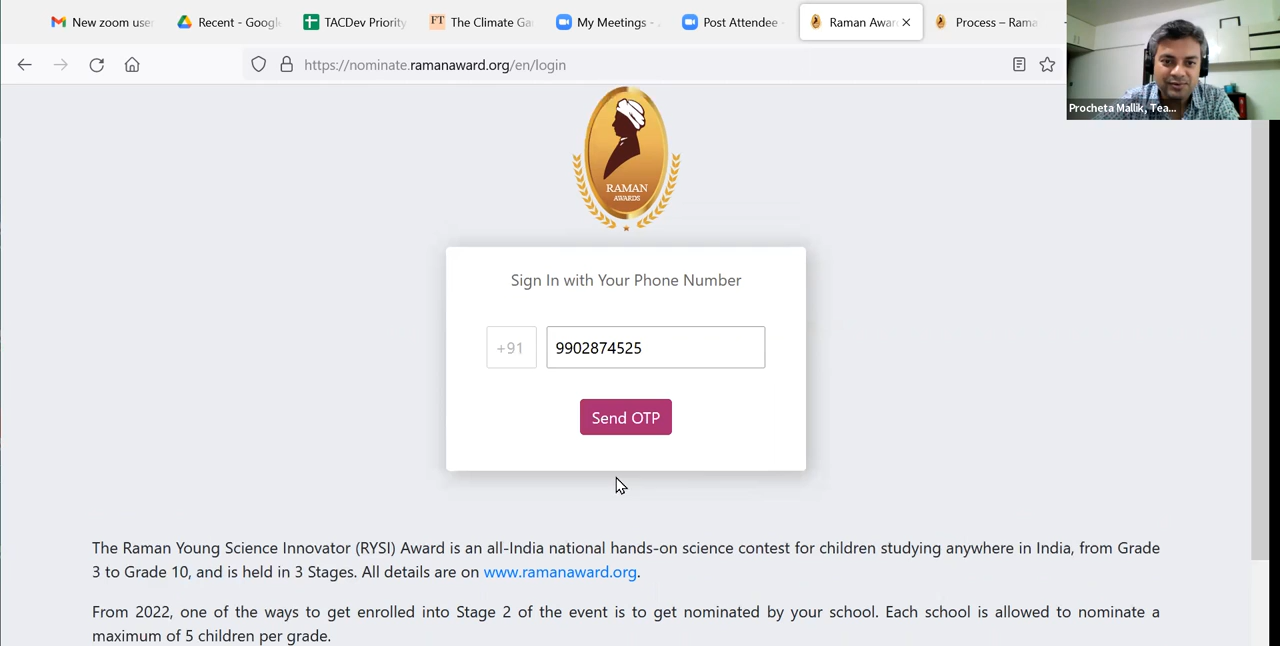 New zoom use
Recent - Googl
TACDev Priority
FT
The Climate Ga
My Meetings -
Post Attendee
Raman Awar
Process – Rama
https://nominate.ramanaward.org/en/login
Procheta Mallik, Tea...
RAMAN
AWARDS
Sign In with Your Phone Number
+91
9902874525
Send OTP
The Raman Young Science Innovator (RYSI) Award is an all-India national hands-on science contest for children studying anywhere in India, from Grade
3 to Grade 10, and is held in 3 Stages. All details are on www.ramanaward.org.
From 2022, one of the ways to get enrolled into Stage 2 of the event is to get nominated by your school. Each school is allowed to nominate a
maximum of 5 children per grade.